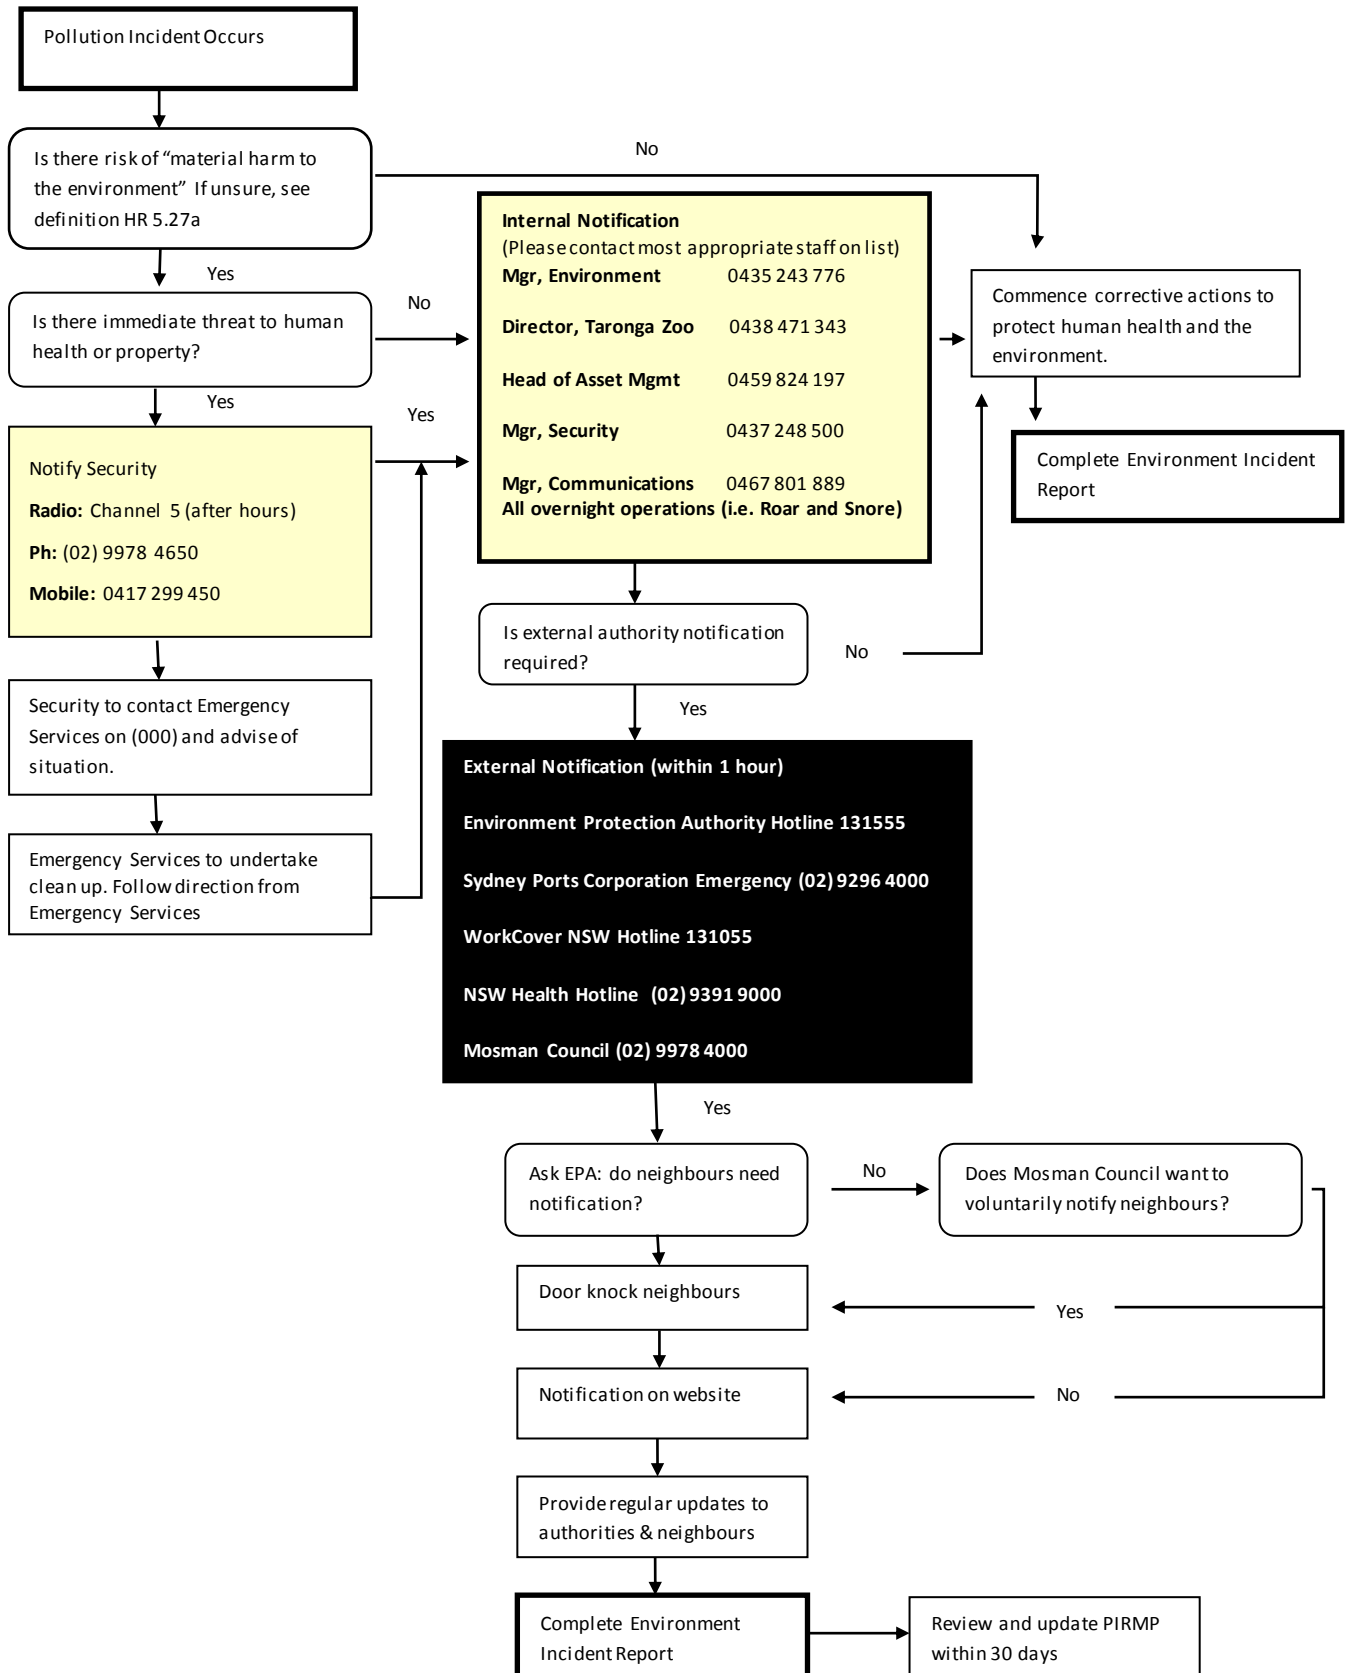 Pollution Incident Occurs
Is there risk of “material harm to
the environment” If unsure, see
definition HR 5.27a
No
Yes
Is there immediate threat to human
health or property?
No
Yes
Notify Security
Radio: Channel 5 (after hours)
Ph: (02) 9978 4650
Mobile: 0417 299 450
Yes
Security to contact Emergency
Services on (000) and advise of
situation.
Emergency Services to undertake
clean up. Follow direction from
Emergency Services
Internal Notification
(Please contact most appropriate staff on list)
Mgr, Environment 0435 243 776
Director, Taronga Zoo 0438 471 343
Head of Asset Mgmt 0459 824 197
Mgr, Security 0437 248 500
Mgr, Communications 0467 801 889
All overnight operations (i.e. Roar and Snore)
Commence corrective actions to
protect human health and the
environment.
Complete Environment Incident
Report
Is external authority notification
required?
No
Yes
External Notification (within 1 hour)
Environment Protection Authority Hotline 131555
Sydney Ports Corporation Emergency (02) 9296 4000
WorkCover NSW Hotline 131055
NSW Health Hotline (02) 9391 9000
Mosman Council (02) 9978 4000
Yes
Ask EPA: do neighbours need
notification?
No
Does Mosman Council want to
voluntarily notify neighbours?
Door knock neighbours
Yes
Notification on website
No
Provide regular updates to
authorities & neighbours
Complete Environment
Incident Report
Review and update PIRMP
within 30 days